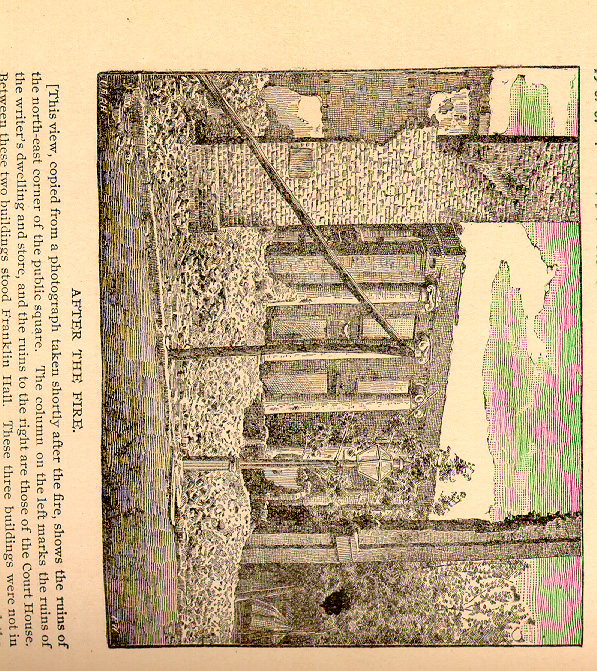 AFTER THE FIRE.
[This view, copied from a photograph taken shortly after the fire, shows the ruins of
the north-east corner of the public square. The column on the left marks the ruins of
the writer's dwelling and store, and the ruins to the right are those of the Court House.
Between these two buildings stood Franklin Hall. These three buildings were not in